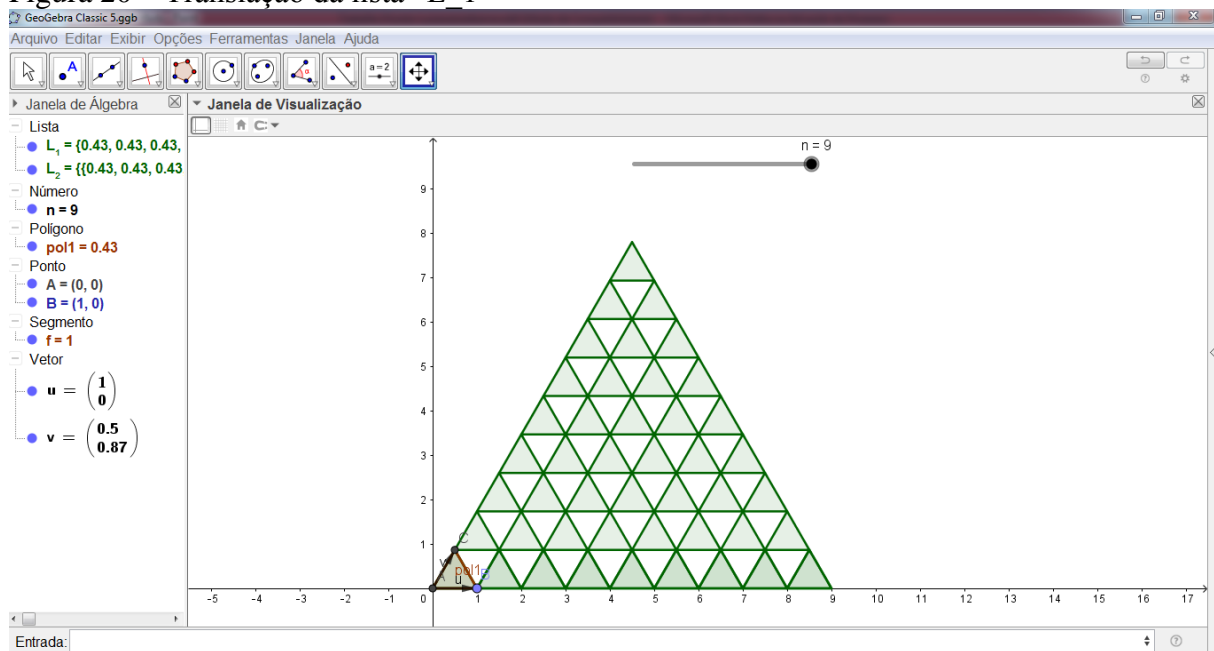 Figura 20 – Translação da lista "L_1"
GeoGebra Classic 5.ggb
Arquivo Editar Exibir Opções Ferramentas Janela Ajuda
A
α
a=2
Janela de Álgebra
Lista
L₁ = {0.43, 0.43, 0.43,
L₂ = {{0.43, 0.43, 0.43
Número
n = 9
Polígono
pol1 = 0.43
Ponto
A = (0, 0)
B = (1, 0)
Segmento
f = 1
Vetor
u = (1
0)
v = (0.5
0.87)
Janela de Visualização
n = 9
9
8
7
6
5
4
3
2
1
C
v
pol1
A
u
B
-5 -4 -3 -2 -1 0 1 2 3 4 5 6 7 8 9 10 11 12 13 14 15 16 17
Entrada: